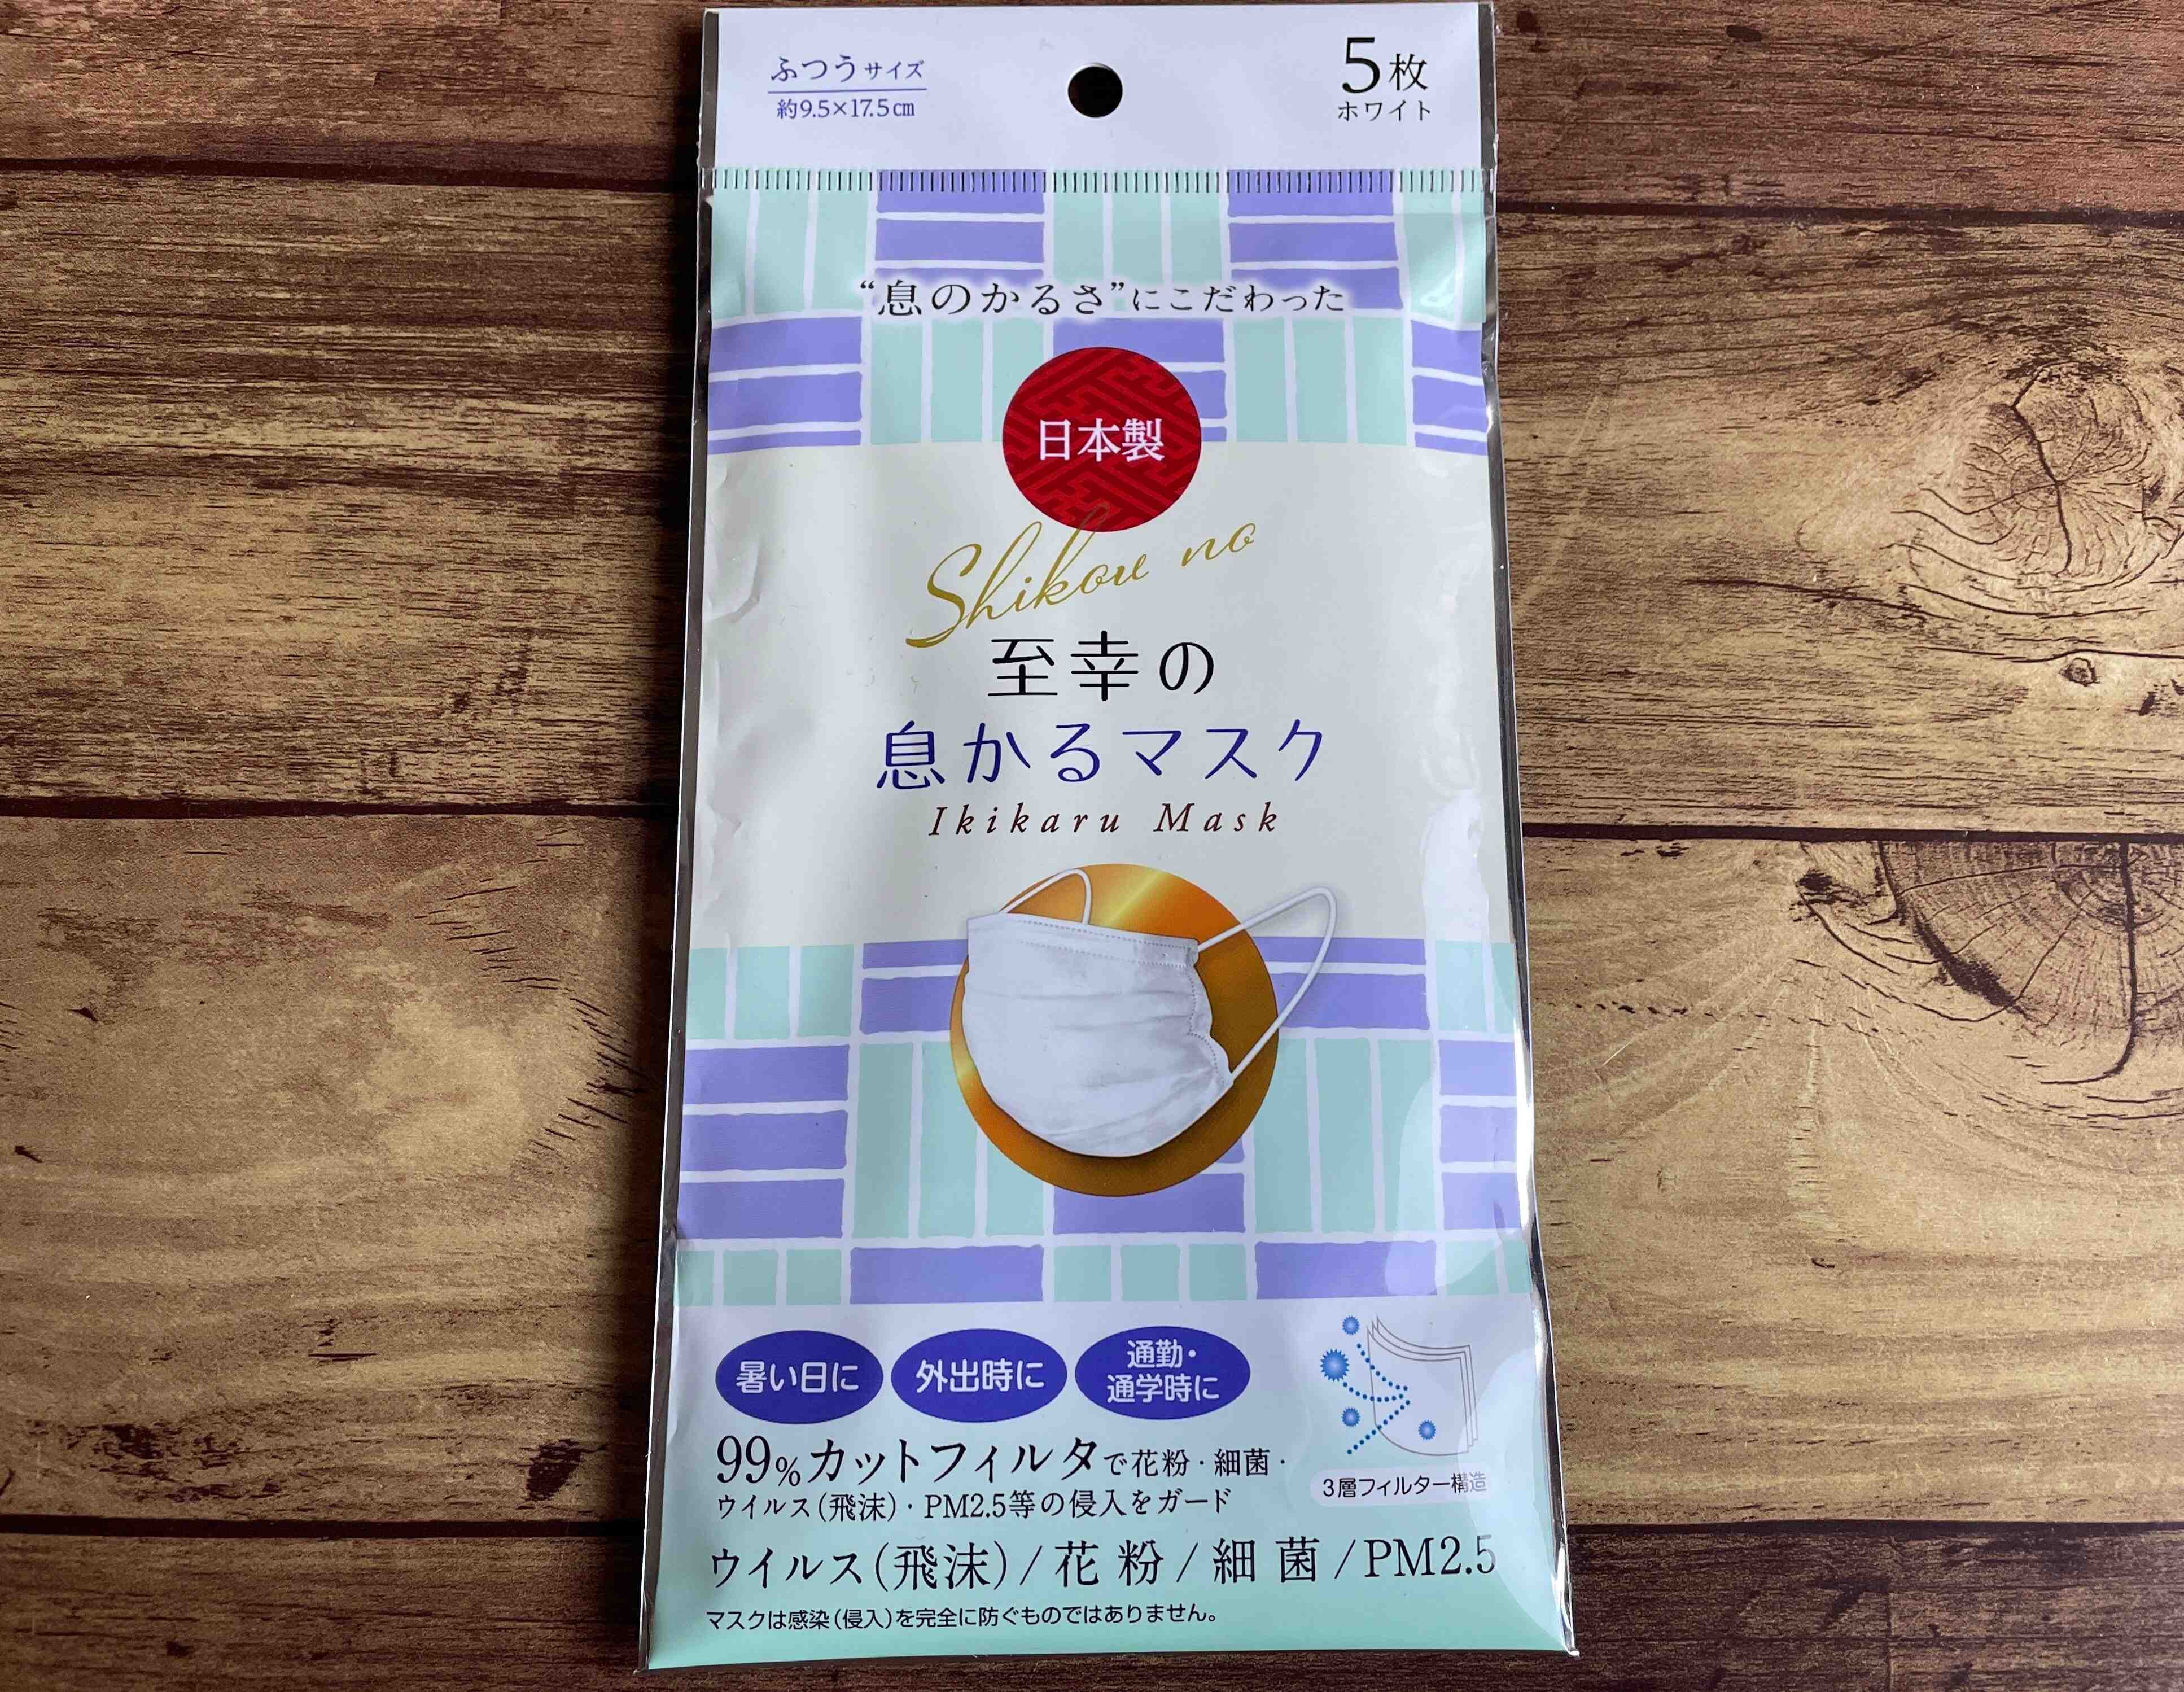 ふつうサイズ
約9.5×17.5㎝
5枚
ホワイト
“息のかるさ”にこだわった
日本製
Shikou no
至幸の
息かるマスク
Ikikaru Mask
暑い日に
外出時に
通勤・
通学時に
99%カットフィルタで花粉・細菌・
ウイルス(飛沫)・PM2.5等の侵入をガード
3層フィルター構造
ウイルス(飛沫)/花粉/細菌/PM2.5
マスクは感染(侵入)を完全に防ぐものではありません。